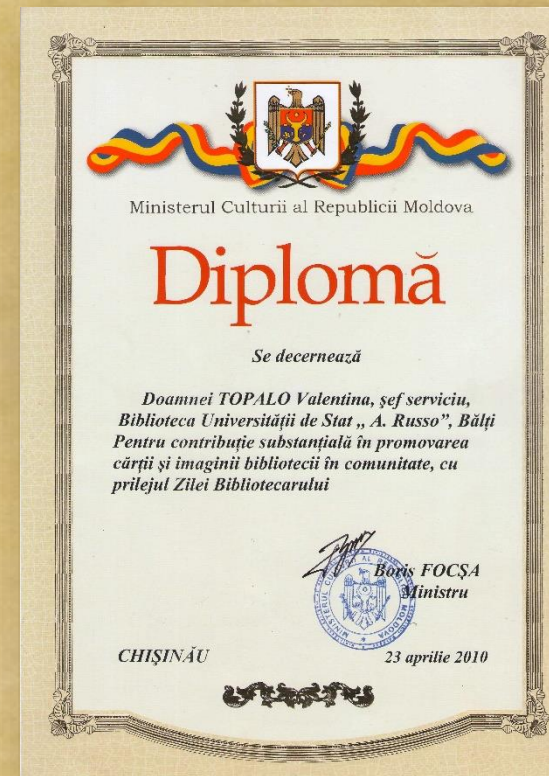 Ministerul Culturii al Republicii Moldova
Diplomă
Se decernează
Doamnei TOPALO Valentina, şef serviciu,
Biblioteca Universităţii de Stat „ A. Russo”, Bălţi
Pentru contribuţie substanţială în promovarea
cărţii şi imaginii bibliotecii în comunitate, cu
prilejul Zilei Bibliotecarului
Boris FOCŞA
Ministru
CHIŞINĂU
23 aprilie 2010